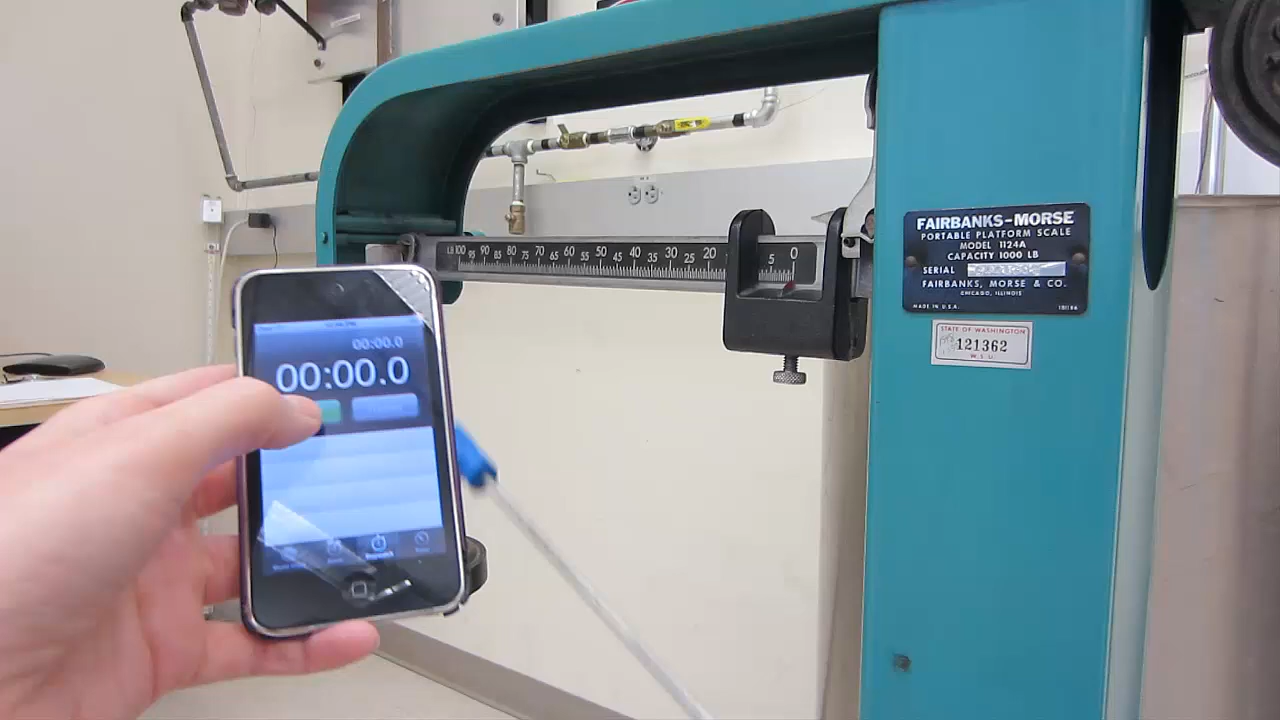 00:00.0
00:00.0
LB 100 95 90 85 80 75 70 65 60 55 50 45 40 35 30 25 20 5 0
FAIRBANKS-MORSE
PORTABLE PLATFORM SCALE
MODEL 1124A
CAPACITY 1000 LB
SERIAL
FAIRBANKS, MORSE & CO.
CHICAGO, ILLINOIS
MADE IN U.S.A.
STATE OF WASHINGTON
121362
W.S.U.